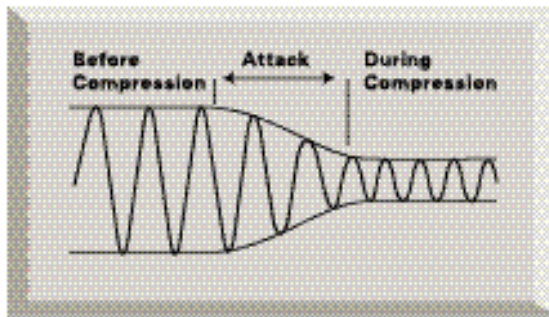 Before
Compression
Attack
During
Compression